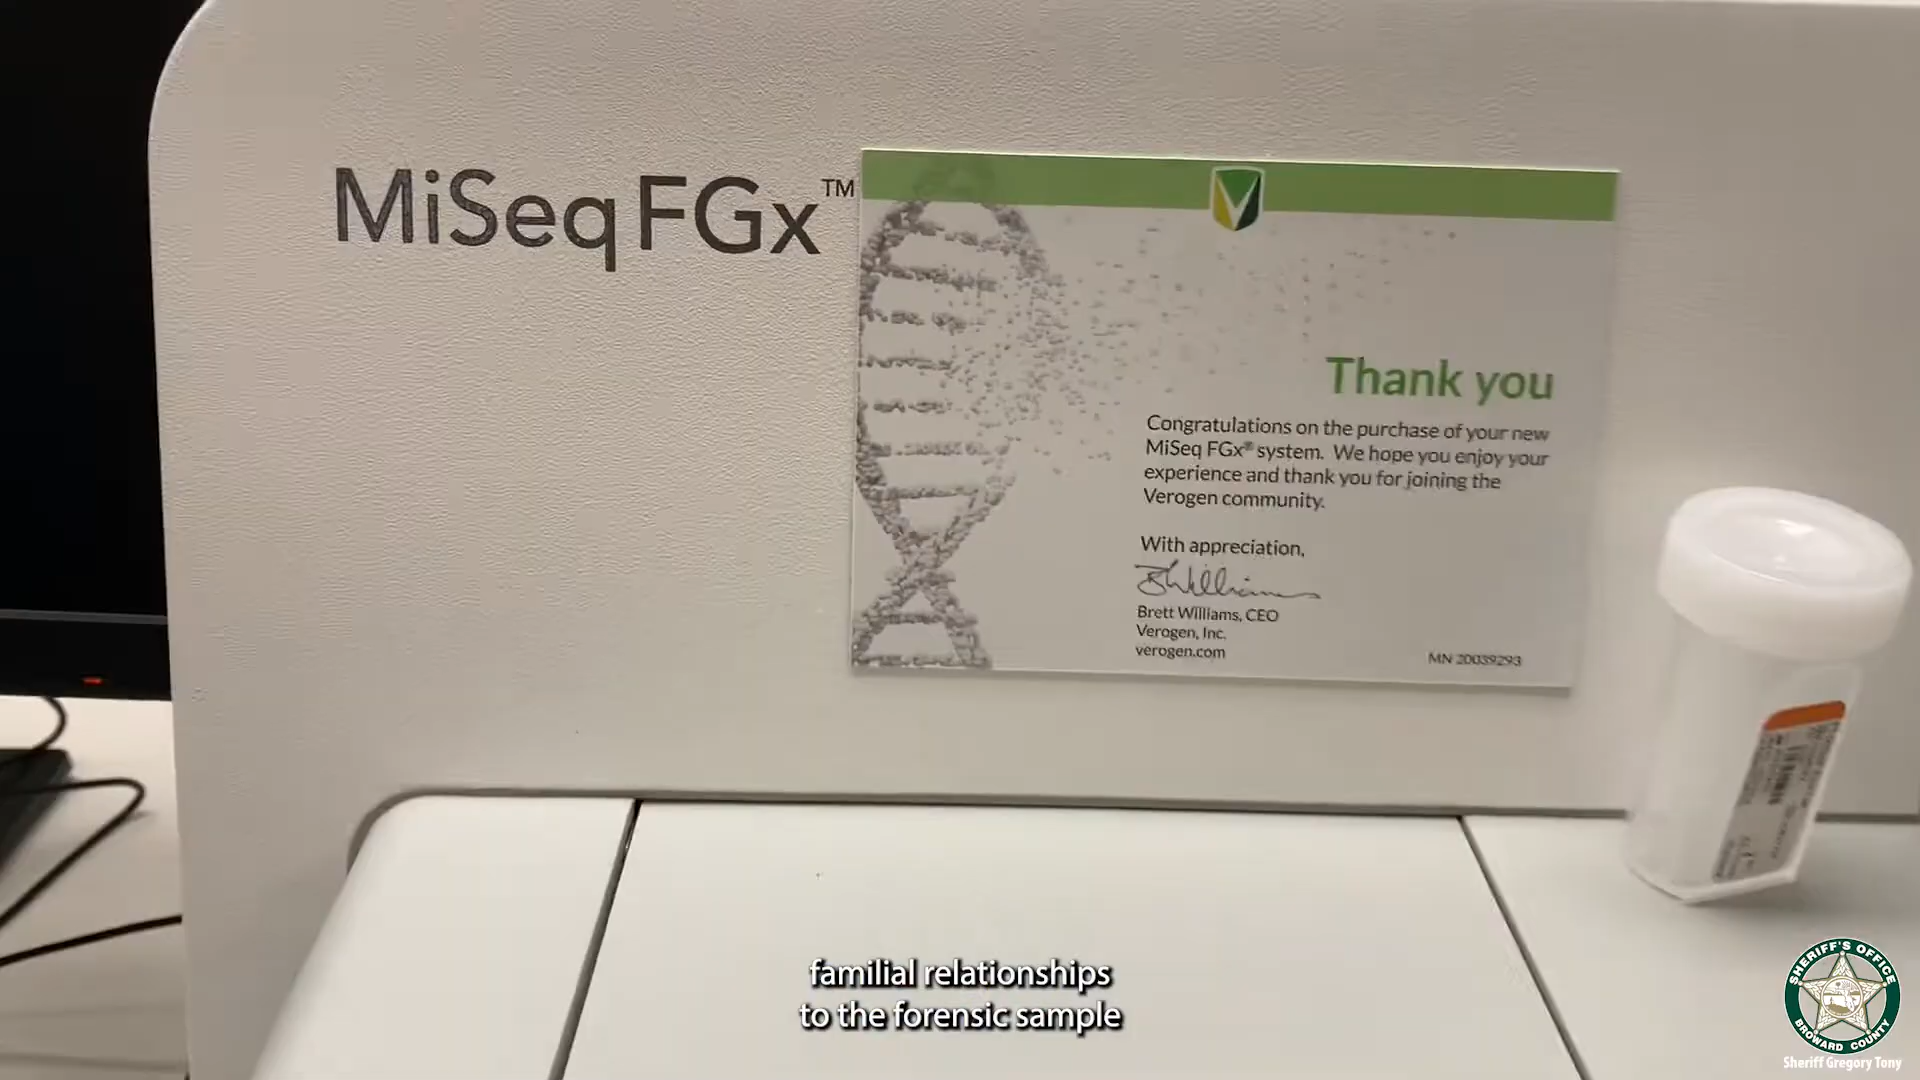 MiSeq FGx™
Thank you
Congratulations on the purchase of your new
MiSeq FGx® system. We hope you enjoy your
experience and thank you for joining the
Verogen community.
With appreciation,
BWilliams
Brett Williams, CEO
Verogen, Inc.
verogen.com
MN 20039293
familial relationships
to the forensic sample
SHERIFF'S OFFICE
BROWARD COUNTY
Sheriff Gregory Tony